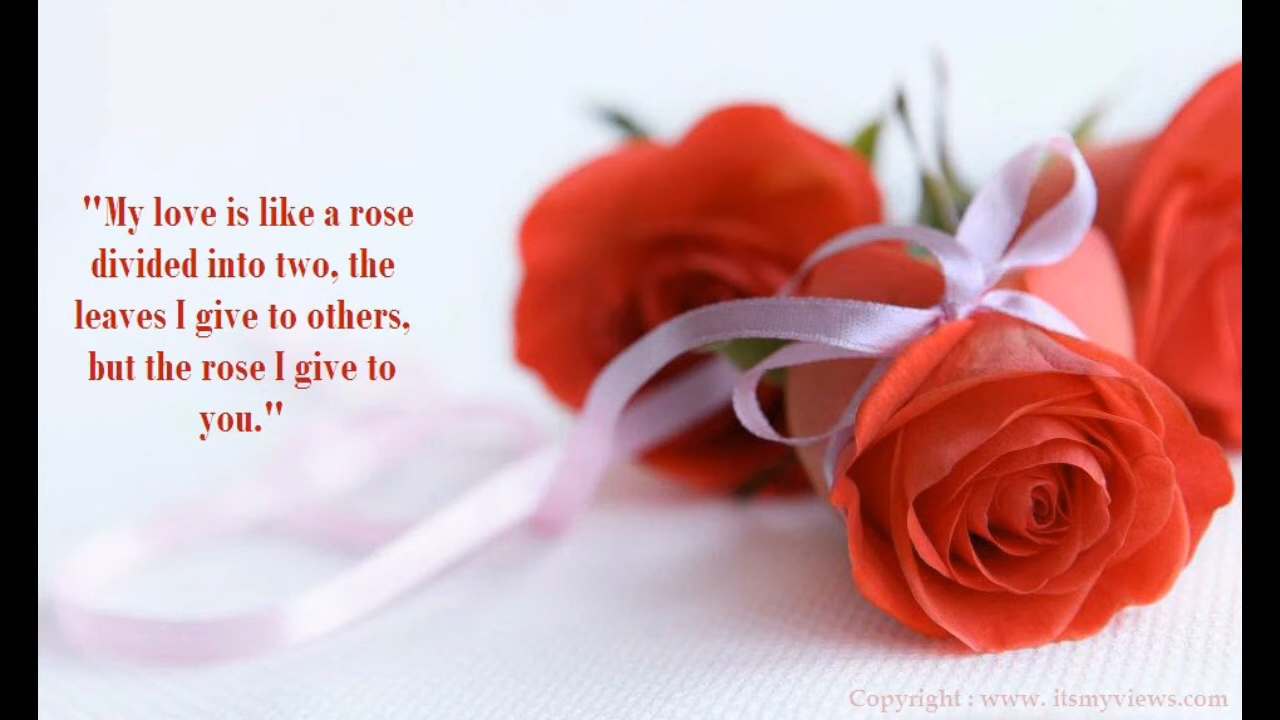 "My love is like a rose
divided into two, the
leaves I give to others,
but the rose I give to
you."
Copyright : www. itsmyviews.com